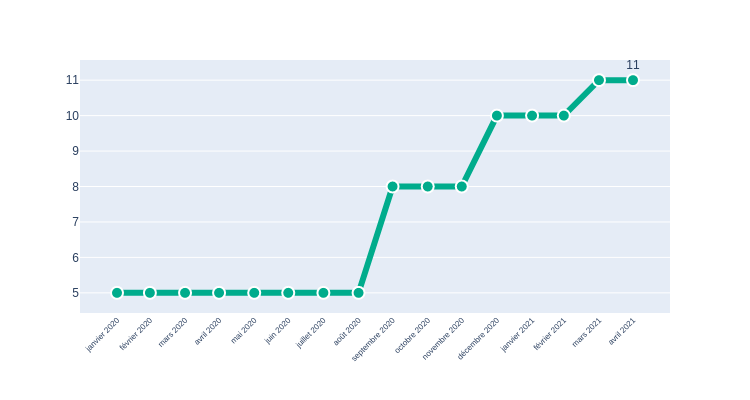 11
11
10
9
8
7
6
5
janvier 2020
février 2020
mars 2020
avril 2020
mai 2020
juin 2020
juillet 2020
août 2020
septembre 2020
octobre 2020
novembre 2020
décembre 2020
janvier 2021
février 2021
mars 2021
avril 2021